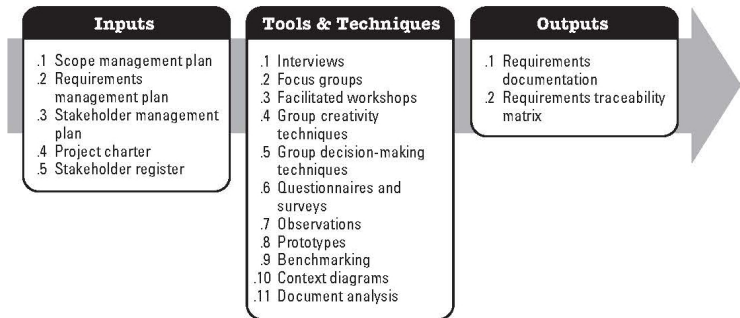 Inputs
.1 Scope management plan
.2 Requirements
management plan
.3 Stakeholder management
plan
.4 Project charter
.5 Stakeholder register
Tools & Techniques
.1 Interviews
.2 Focus groups
.3 Facilitated workshops
.4 Group creativity
techniques
.5 Group decision-making
techniques
.6 Questionnaires and
surveys
.7 Observations
.8 Prototypes
.9 Benchmarking
.10 Context diagrams
.11 Document analysis
Outputs
.1 Requirements
documentation
.2 Requirements traceability
matrix